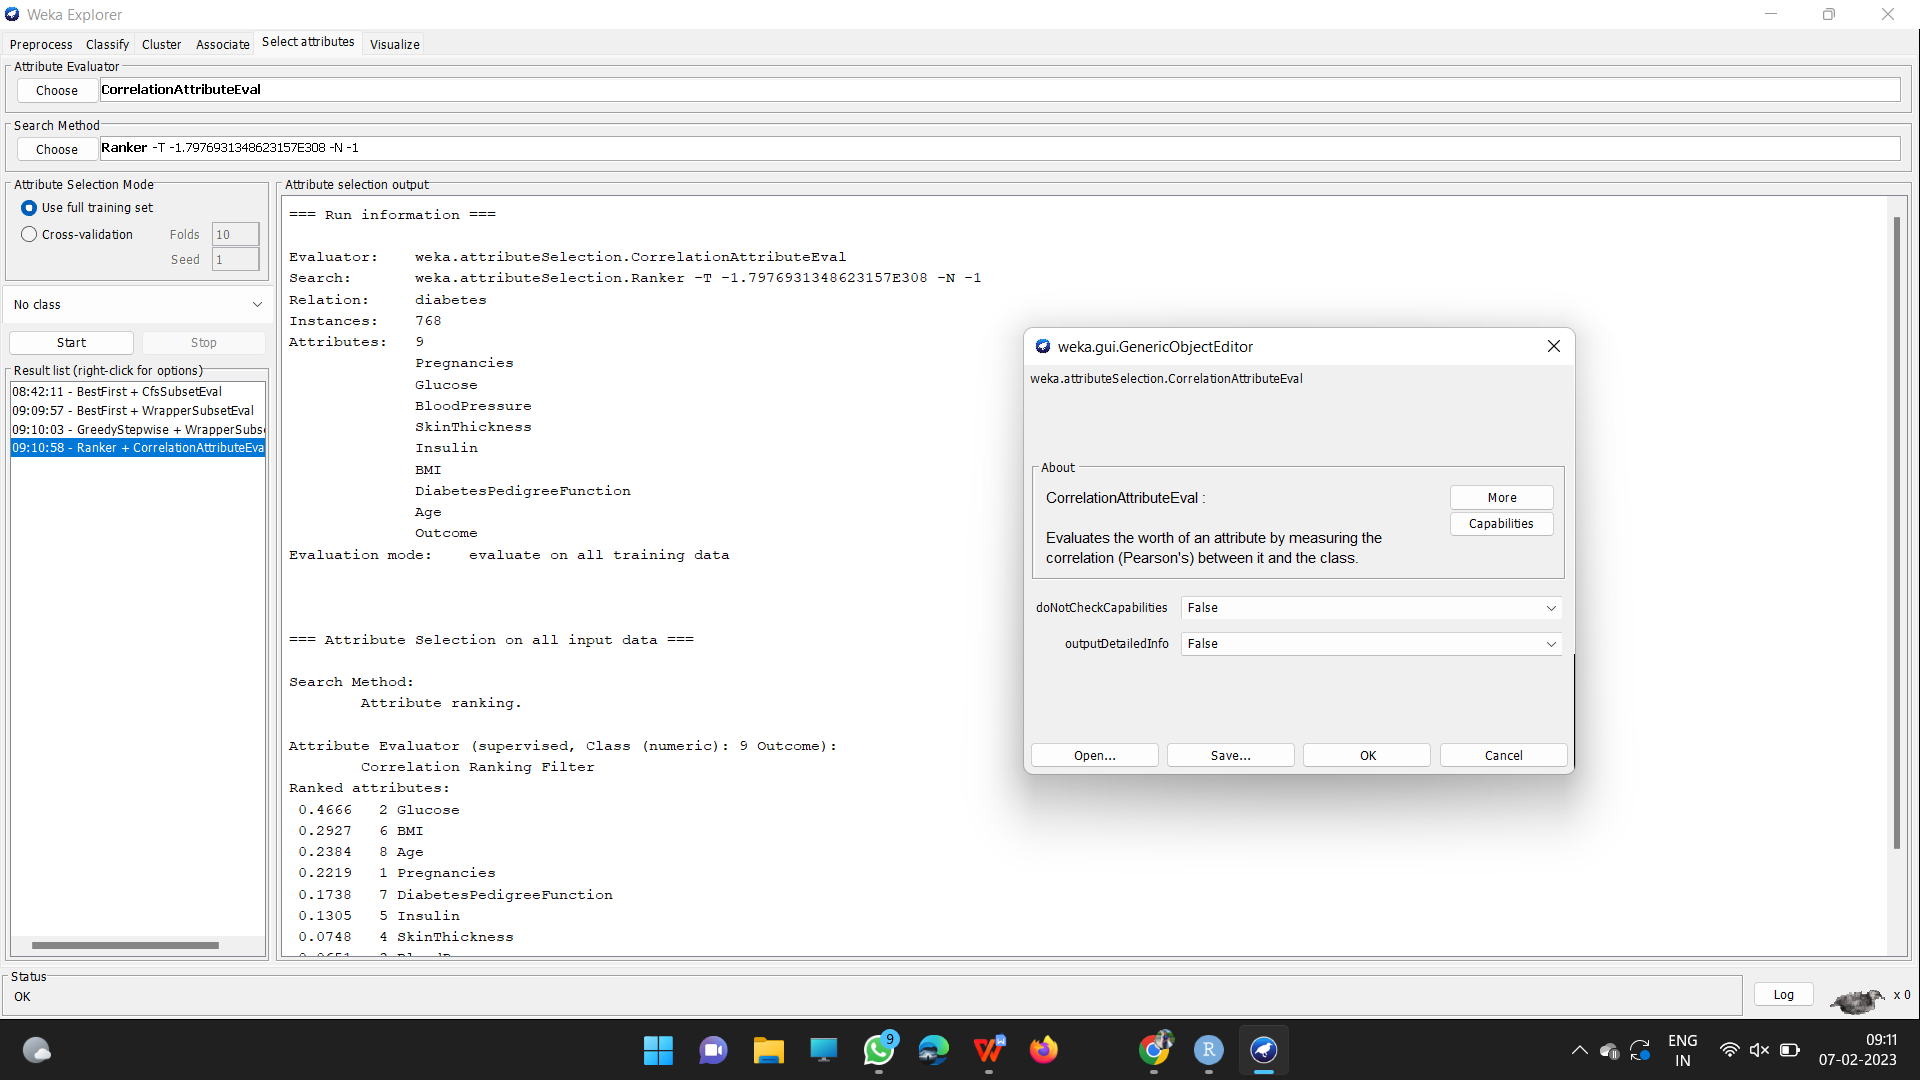 Weka Explorer
Preprocess Classify Cluster Associate Select attributes Visualize
Attribute Evaluator
Choose CorrelationAttributeEval
Search Method
Choose Ranker -T -1.7976931348623157E308 -N -1
Attribute Selection Mode
Use full training set
Cross-validation Folds 10
Seed 1
No class
Start Stop
Result list (right-click for options)
08:42:11 - BestFirst + CfsSubsetEval
09:09:57 - BestFirst + WrapperSubsetEval
09:10:03 - GreedyStepwise + WrapperSubs
09:10:58 - Ranker + CorrelationAttributeEva
Attribute selection output
=== Run information ===
Evaluator: weka.attributeSelection.CorrelationAttributeEval
Search: weka.attributeSelection.Ranker -T -1.7976931348623157E308 -N -1
Relation: diabetes
Instances: 768
Attributes: 9
Pregnancies
Glucose
BloodPressure
SkinThickness
Insulin
BMI
DiabetesPedigreeFunction
Age
Outcome
Evaluation mode: evaluate on all training data
=== Attribute Selection on all input data ===
Search Method:
Attribute ranking.
Attribute Evaluator (supervised, Class (numeric): 9 Outcome):
Correlation Ranking Filter
Ranked attributes:
0.4666 2 Glucose
0.2927 6 BMI
0.2384 8 Age
0.2219 1 Pregnancies
0.1738 7 DiabetesPedigreeFunction
0.1305 5 Insulin
0.0748 4 SkinThickness
weka.gui.GenericObjectEditor
weka.attributeSelection.CorrelationAttributeEval
About
CorrelationAttributeEval :
More
Capabilities
Evaluates the worth of an attribute by measuring the
correlation (Pearson's) between it and the class.
doNotCheckCapabilities False
outputDetailedInfo False
Open... Save... OK Cancel
Status
OK
Log
x 0
9
R
ENG
IN
09:11
07-02-2023